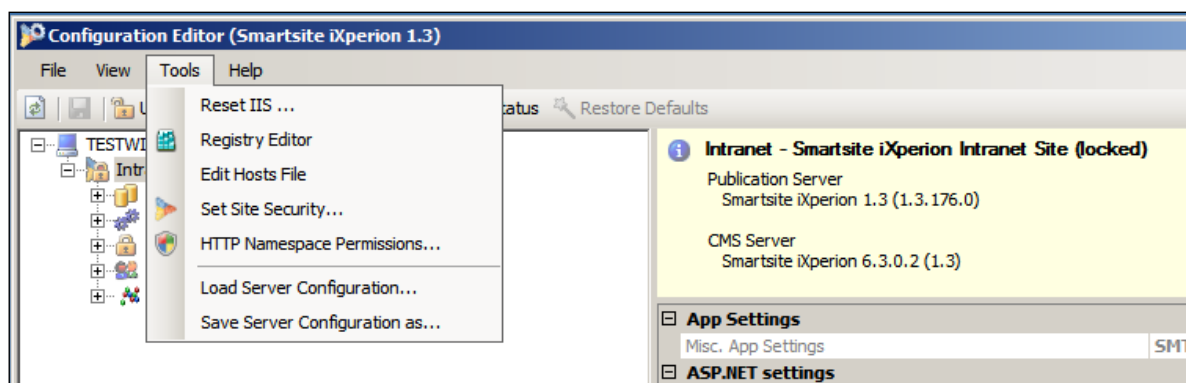 Configuration Editor (Smartsite iXperion 1.3)
File View Tools Help
Restore Defaults
Reset IIS ...
Registry Editor
Edit Hosts File
Set Site Security...
HTTP Namespace Permissions...
Load Server Configuration...
Save Server Configuration as...
TESTWI
Intr
Intranet - Smartsite iXperion Intranet Site (locked)
Publication Server
Smartsite iXperion 1.3 (1.3.176.0)
CMS Server
Smartsite iXperion 6.3.0.2 (1.3)
App Settings
Misc. App Settings SMT
ASP.NET settings